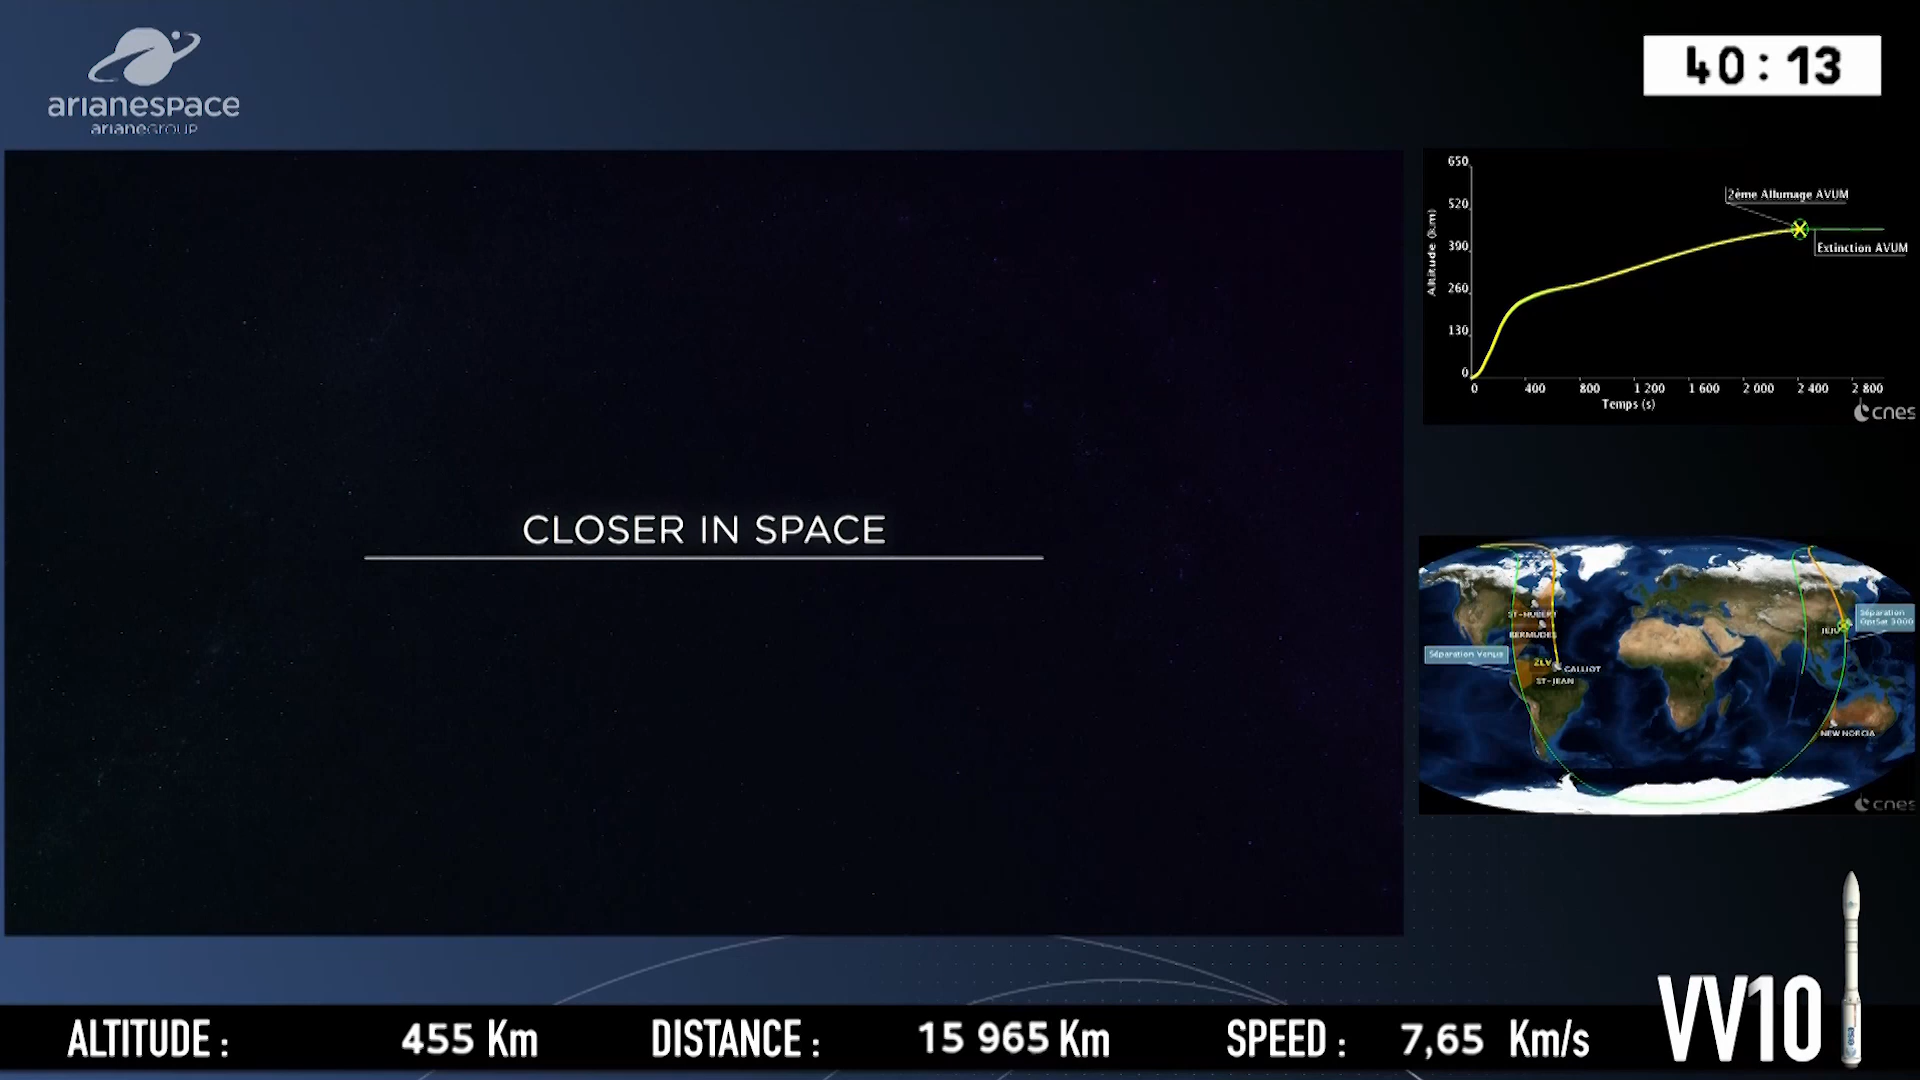 arianespace
arianeGROUP
40:13
650
520
390
260
130
0
Altitude (km)
2ème Allumage AVUM
Extinction AVUM
0 400 800 1 200 1 600 2 000 2 400 2 800
Temps (s)
cnes
CLOSER IN SPACE
ST-HUBERT
BERMUDES
Séparation Venµs
ZLV
GALLIOT
ST-JEAN
Séparation
OptSat 3000
JEJU
NEW NORCIA
cnes
VV10
esa
ALTITUDE : 455 Km DISTANCE : 15 965 Km SPEED : 7,65 Km/s